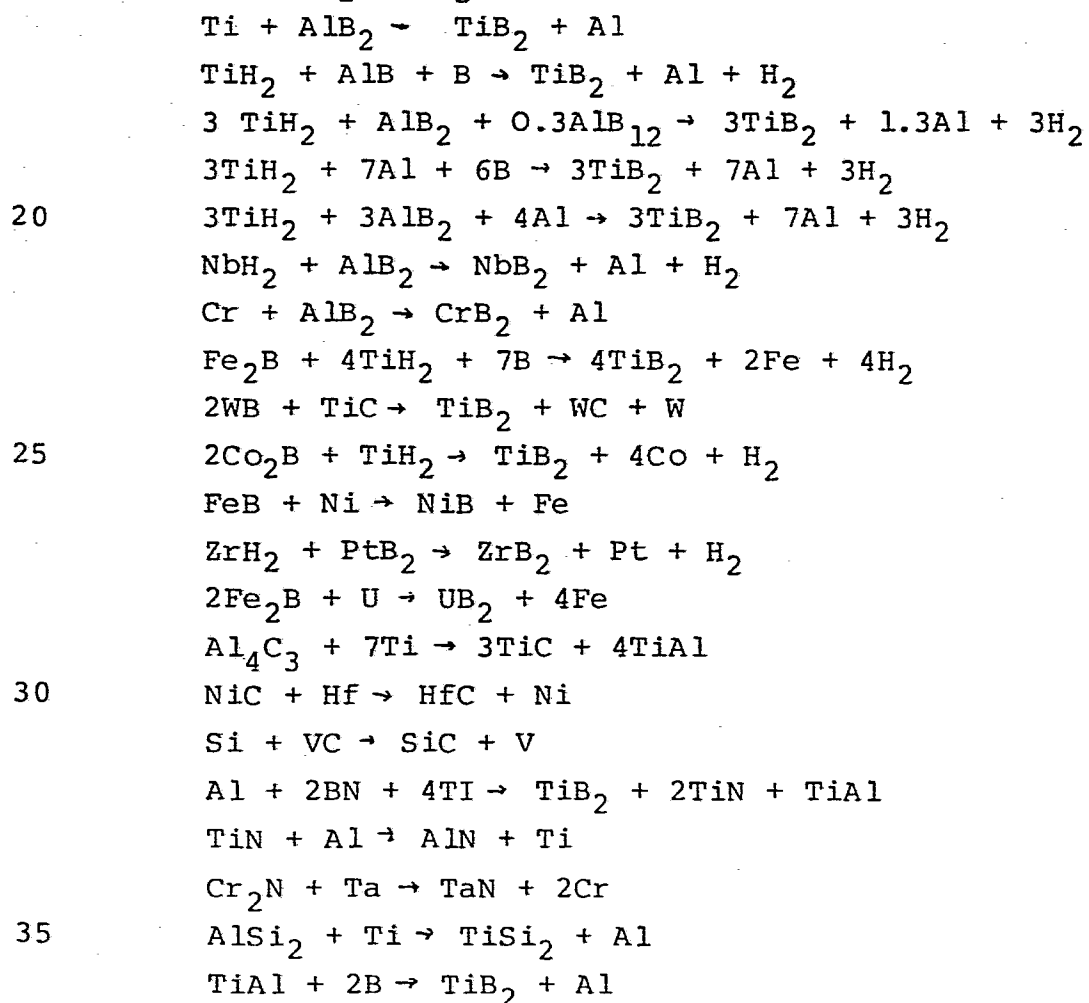 Ti + AlB2 - TiB2 + Al
TiH2 + AlB + B → TiB2 + Al + H2
3 TiH2 + AlB2 + O.3AlB12 → 3TiB2 + 1.3Al + 3H2
3TiH2 + 7Al + 6B → 3TiB2 + 7Al + 3H2
20 3TiH2 + 3AlB2 + 4Al → 3TiB2 + 7Al + 3H2
NbH2 + AlB2 → NbB2 + Al + H2
Cr + AlB2 → CrB2 + Al
Fe2B + 4TiH2 + 7B → 4TiB2 + 2Fe + 4H2
2WB + TiC → TiB2 + WC + W
25 2Co2B + TiH2 → TiB2 + 4Co + H2
FeB + Ni → NiB + Fe
ZrH2 + PtB2 → ZrB2 + Pt + H2
2Fe2B + U → UB2 + 4Fe
Al4C3 + 7Ti → 3TiC + 4TiAl
30 NiC + Hf → HfC + Ni
Si + VC → SiC + V
Al + 2BN + 4TI → TiB2 + 2TiN + TiAl
TiN + Al → AlN + Ti
Cr2N + Ta → TaN + 2Cr
35 AlSi2 + Ti → TiSi2 + Al
TiAl + 2B → TiB2 + Al